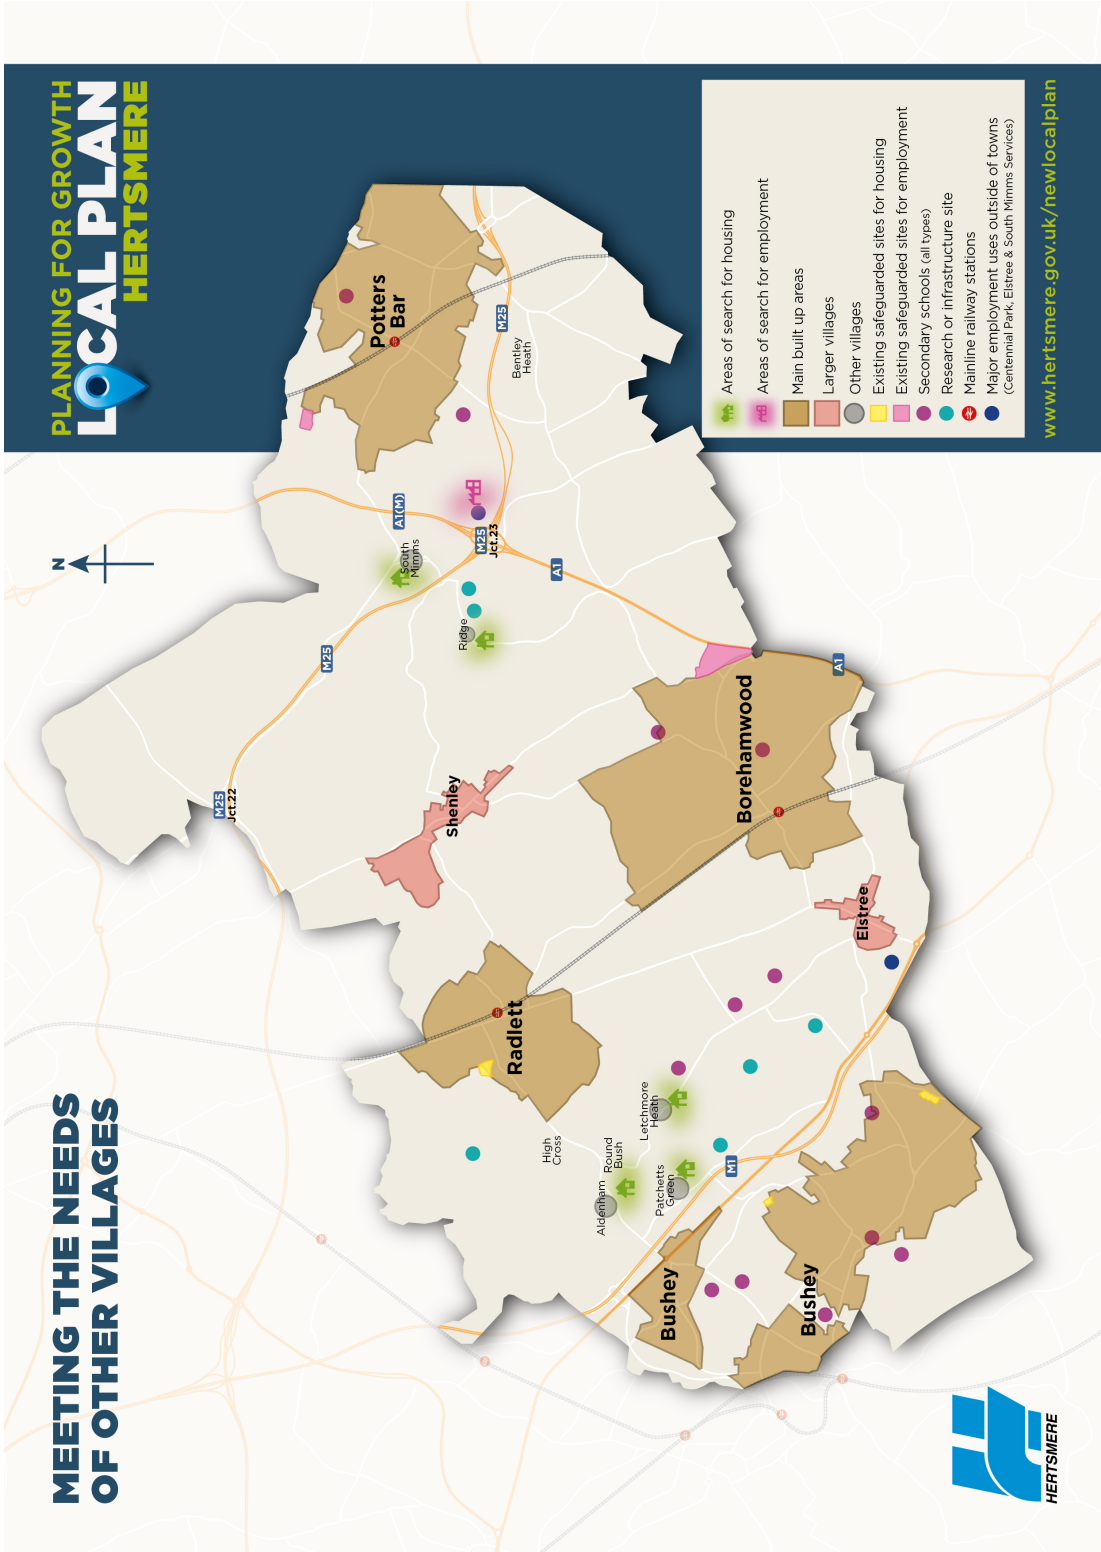 MEETING THE NEEDS
OF OTHER VILLAGES
N
PLANNING FOR GROWTH
LOCAL PLAN
HERTSMERE
M25
Jct.22
M25
A1(M)
South
Mimms
Ridge
M25
Jct.23
A1
Potters
Bar
M25
Bentley
Heath
Shenley
Radlett
High
Cross
Round
Bush
Aldenham
Letchmore
Heath
Patchetts
Green
M1
Borehamwood
A1
Elstree
Bushey
Bushey
Areas of search for housing
Areas of search for employment
Main built up areas
Larger villages
Other villages
Existing safeguarded sites for housing
Existing safeguarded sites for employment
Secondary schools (all types)
Research or infrastructure site
Mainline railway stations
Major employment uses outside of towns
(Centennial Park, Elstree & South Mimms Services)
www.hertsmere.gov.uk/newlocalplan
HERTSMERE